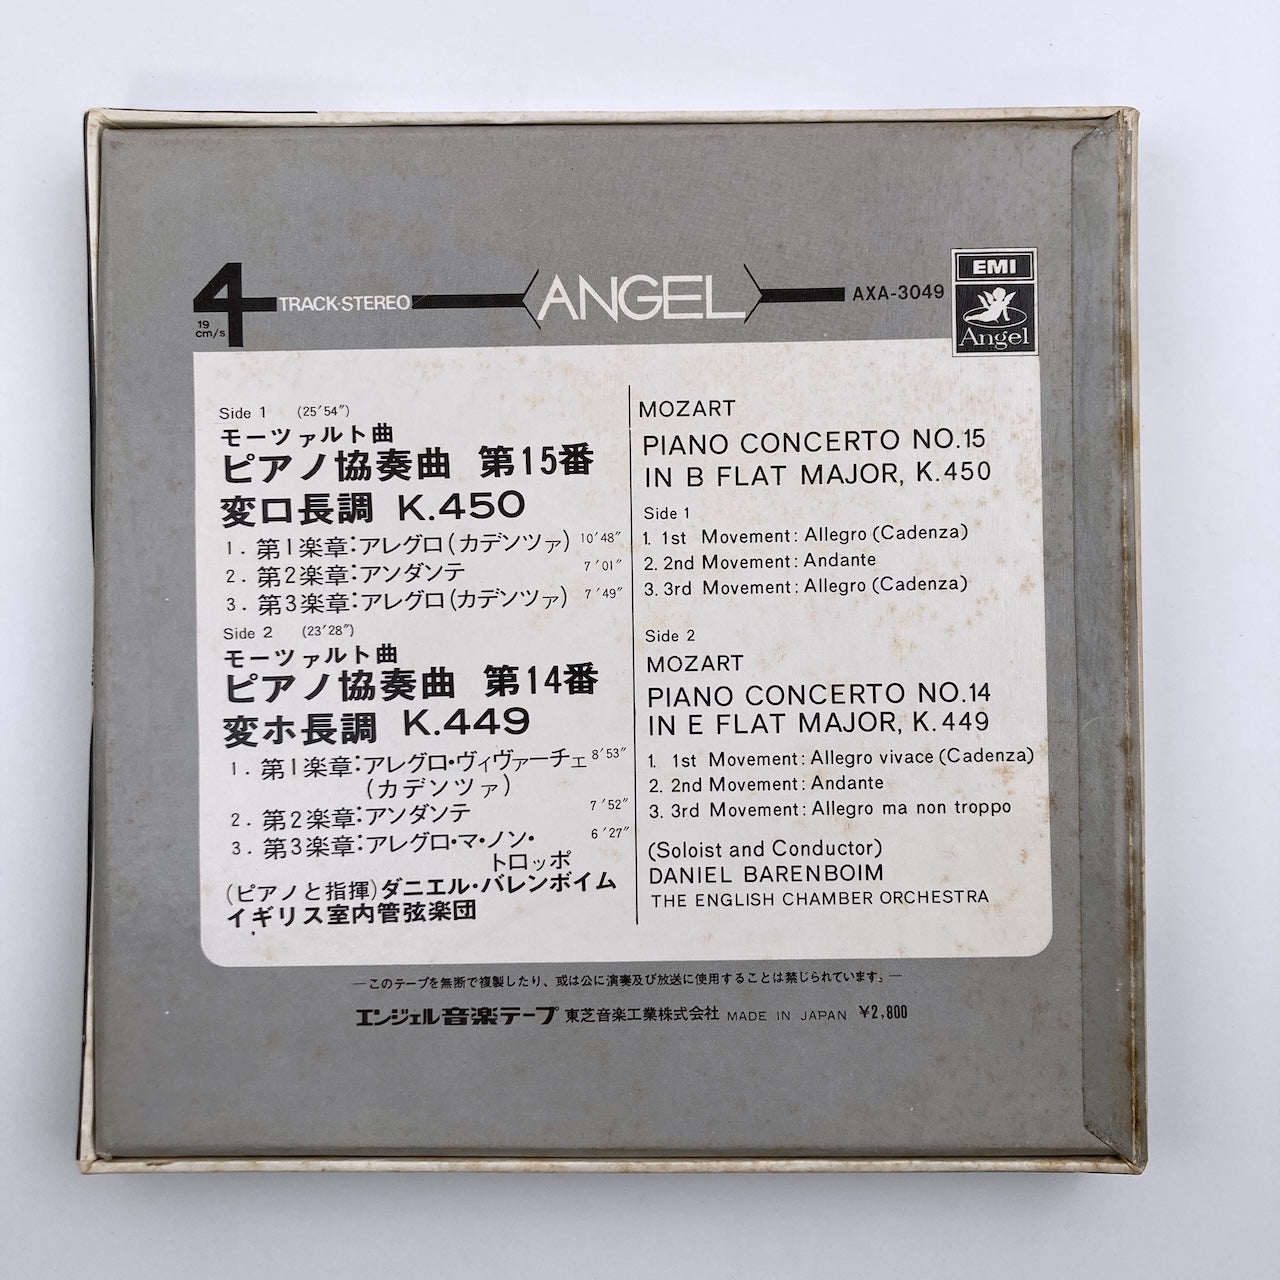 4 TRACK·STEREO
19
cm/s
ANGEL
AXA-3049
EMI
Angel
Side 1 (25′54″)
モーツァルト曲
ピアノ協奏曲 第15番
変ロ長調 K.450
1. 第1楽章:アレグロ(カデンツァ) 10′48″
2. 第2楽章:アンダンテ 7′01″
3. 第3楽章:アレグロ(カデンツァ) 7′49″
Side 2 (23′28″)
モーツァルト曲
ピアノ協奏曲 第14番
変ホ長調 K.449
1. 第1楽章:アレグロ・ヴィヴァーチェ 8′53″
(カデンツァ)
2. 第2楽章:アンダンテ 7′52″
3. 第3楽章:アレグロ・マ・ノン・ 6′27″
トロッポ
(ピアノと指揮)ダニエル・バレンボイム
イギリス室内管弦楽団
MOZART
PIANO CONCERTO NO.15
IN B FLAT MAJOR, K.450
Side 1
1. 1st Movement: Allegro (Cadenza)
2. 2nd Movement: Andante
3. 3rd Movement: Allegro (Cadenza)
Side 2
MOZART
PIANO CONCERTO NO.14
IN E FLAT MAJOR, K.449
1. 1st Movement: Allegro vivace (Cadenza)
2. 2nd Movement: Andante
3. 3rd Movement: Allegro ma non troppo
(Soloist and Conductor)
DANIEL BARENBOIM
THE ENGLISH CHAMBER ORCHESTRA
—このテープを無断で複製したり、或は公に演奏及び放送に使用することは禁じられています。—
エンジェル音楽テープ 東芝音楽工業株式会社 MADE IN JAPAN ¥2,800